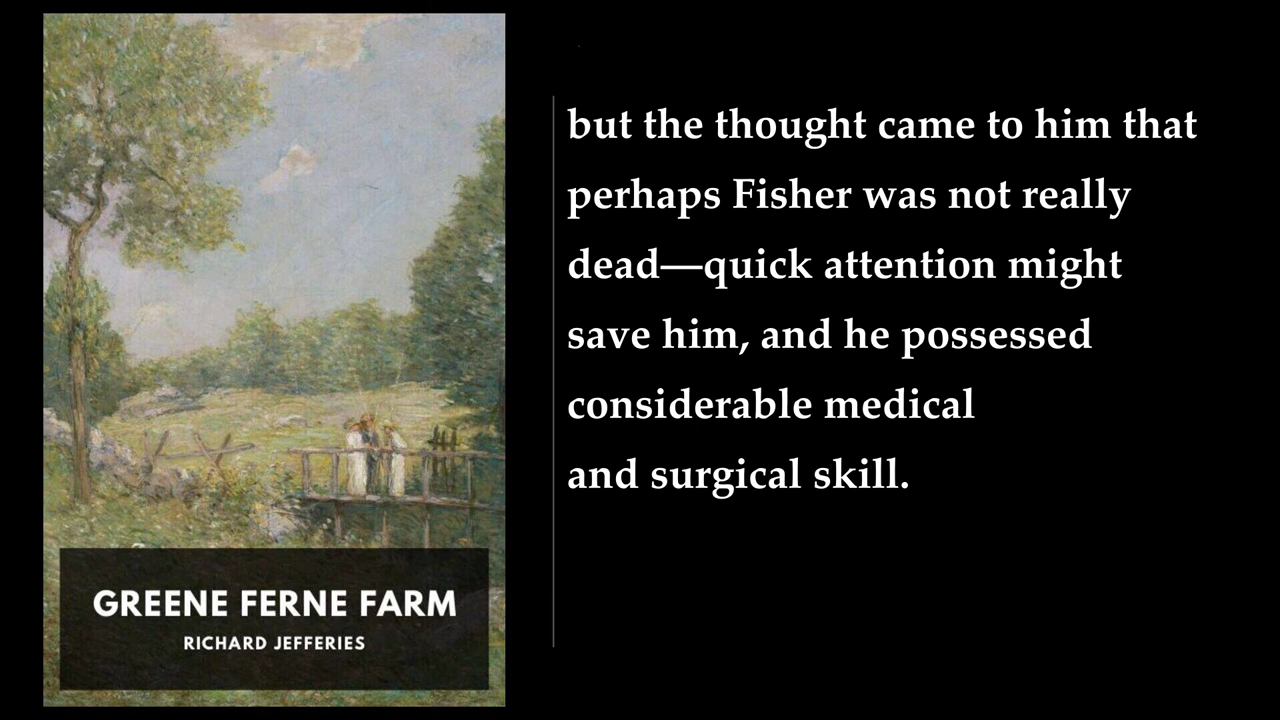 but the thought came to him that
perhaps Fisher was not really
dead—quick attention might
save him, and he possessed
considerable medical
and surgical skill.
GREENE FERNE FARM
RICHARD JEFFERIES